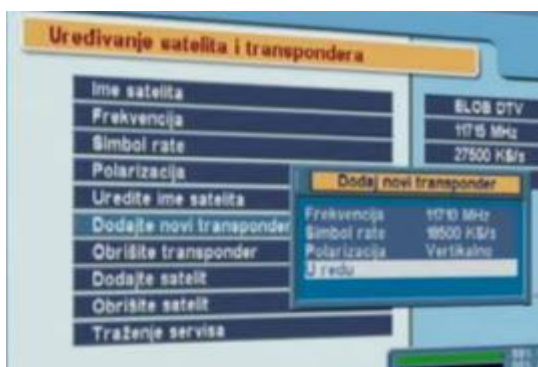 Uređivanje satelita i transpondera
Ime satelita
Frekvencija
Simbol rate
Polarizacija
Uredite ime satelita
Dodajte novi transponder
Obrišite transponder
Dodajte satelit
Obrišite satelit
Traženje servisa
ELOB DTV
11715 MHz
27500 KS/s
Dodaj novi transponder
Frekvencija 11710 MHz
Simbol rate 18500 KS/s
Polarizacija Vertikalno
U redu